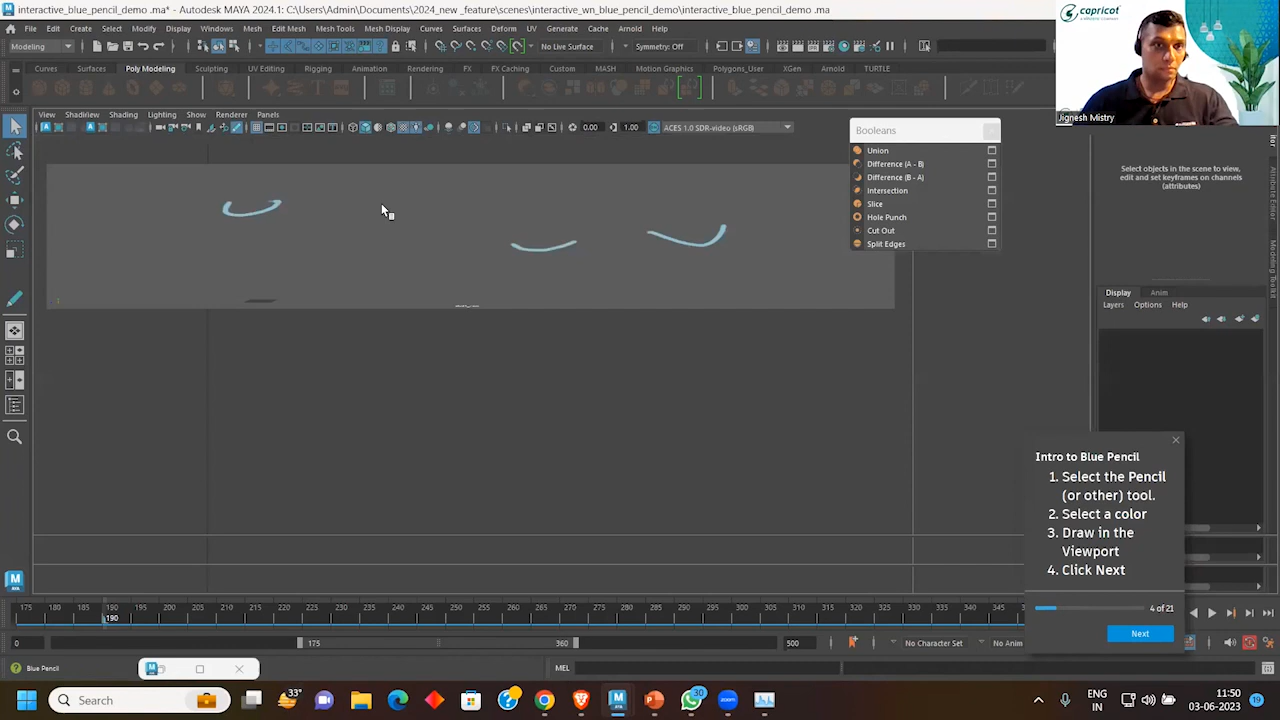 interactive_blue_pencil_demo .ma* - Autodesk MAYA 2024.1: C:\Users\Admin\Documents\2024_new_feature\scenes\interactive_wn_blue_pencil_demo\interactive_blue_pencil_demo .ma
File Edit Create Select Modify Display Windows Mesh Edit Mesh Mesh Tools Mesh Display Curves Surfaces Deform UV Generate Cache Arnold Help
Modeling No Live Surface Symmetry: Off
Curves Surfaces Poly Modeling Sculpting UV Editing Rigging Animation Rendering FX FX Caching Custom MASH Motion Graphics Polygons_User XGen Arnold TURTLE
capricot
Jignesh Mistry
View Shading Lighting Show Renderer Panels
0.00 1.00 ACES 1.0 SDR-video (sRGB)
Booleans
Union
Difference (A - B)
Difference (B - A)
Intersection
Slice
Hole Punch
Cut Out
Split Edges
Select objects in the scene to view,
edit and set keyframes on channels
(attributes)
Attribute Editor
Modeling Toolkit
Display Anim
Layers Options Help
Intro to Blue Pencil
1. Select the Pencil
(or other) tool.
2. Select a color
3. Draw in the
Viewport
4. Click Next
4 of 21
Next
175 180 185 190 195 200 205 210 215 220 225 230 235 240 245 250 255 260 265 270 275 280 285 290 295 300 305 310 315 320 325 330 335 340 345
190
0 175 360 500 No Character Set No Anim
Blue Pencil
MEL
Search
35
30
zoom
ENG
IN
11:50
03-06-2023
19